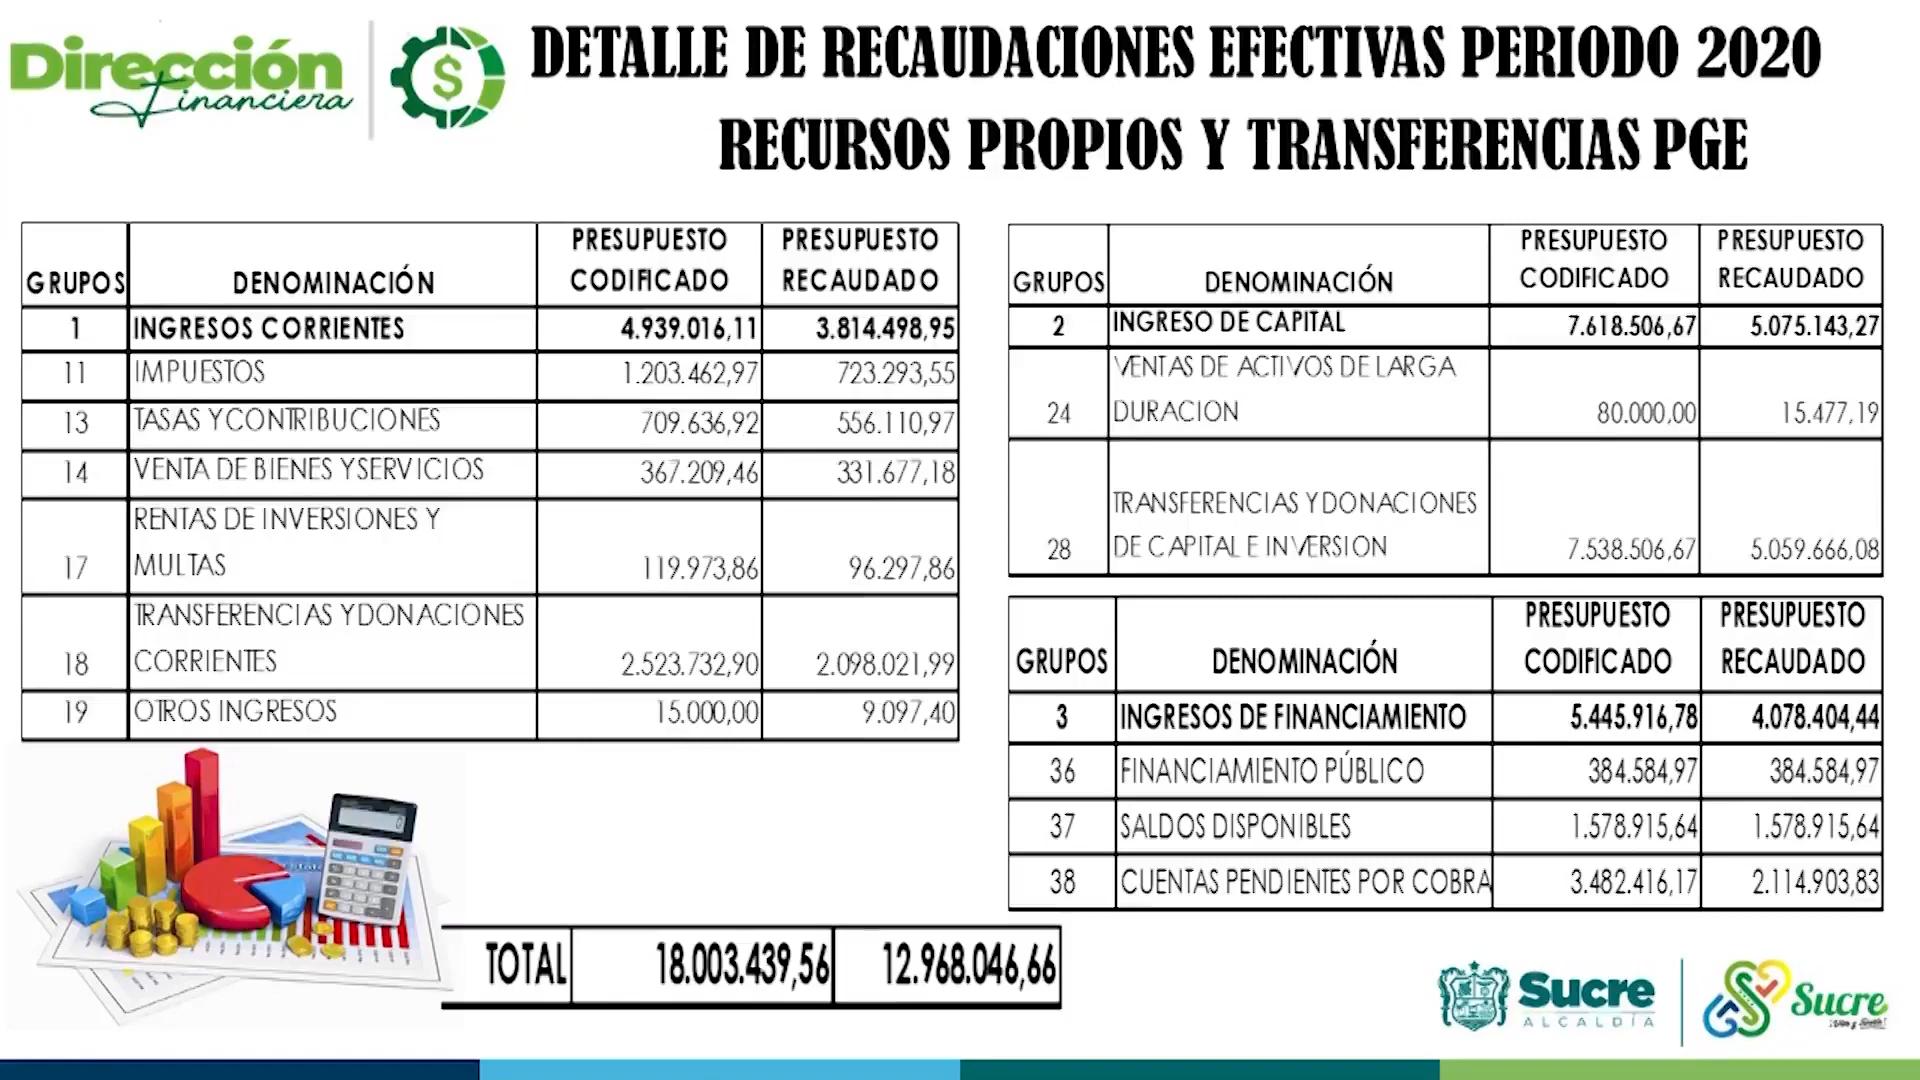 Dirección
Financiera
DETALLE DE RECAUDACIONES EFECTIVAS PERIODO 2020
RECURSOS PROPIOS Y TRANSFERENCIAS PGE
GRUPOS DENOMINACIÓN PRESUPUESTO CODIFICADO PRESUPUESTO RECAUDADO
1 INGRESOS CORRIENTES 4.939.016,11 3.814.498,95
11 IMPUESTOS 1.203.462,97 723.293,55
13 TASAS Y CONTRIBUCIONES 709.636,92 556.110,97
14 VENTA DE BIENES Y SERVICIOS 367.209,46 331.677,18
17 RENTAS DE INVERSIONES Y MULTAS 119.973,86 96.297,86
18 TRANSFERENCIAS Y DONACIONES CORRIENTES 2.523.732,90 2.098.021,99
19 OTROS INGRESOS 15.000,00 9.097,40
GRUPOS DENOMINACIÓN PRESUPUESTO CODIFICADO PRESUPUESTO RECAUDADO
2 INGRESO DE CAPITAL 7.618.506,67 5.075.143,27
24 VENTAS DE ACTIVOS DE LARGA DURACION 80.000,00 15.477,19
28 TRANSFERENCIAS Y DONACIONES DE CAPITAL E INVERSION 7.538.506,67 5.059.666,08
GRUPOS DENOMINACIÓN PRESUPUESTO CODIFICADO PRESUPUESTO RECAUDADO
3 INGRESOS DE FINANCIAMIENTO 5.445.916,78 4.078.404,44
36 FINANCIAMIENTO PÚBLICO 384.584,97 384.584,97
37 SALDOS DISPONIBLES 1.578.915,64 1.578.915,64
38 CUENTAS PENDIENTES POR COBRA 3.482.416,17 2.114.903,83
TOTAL 18.003.439,56 12.968.046,66
Sucre
ALCALDÍA
Sucre